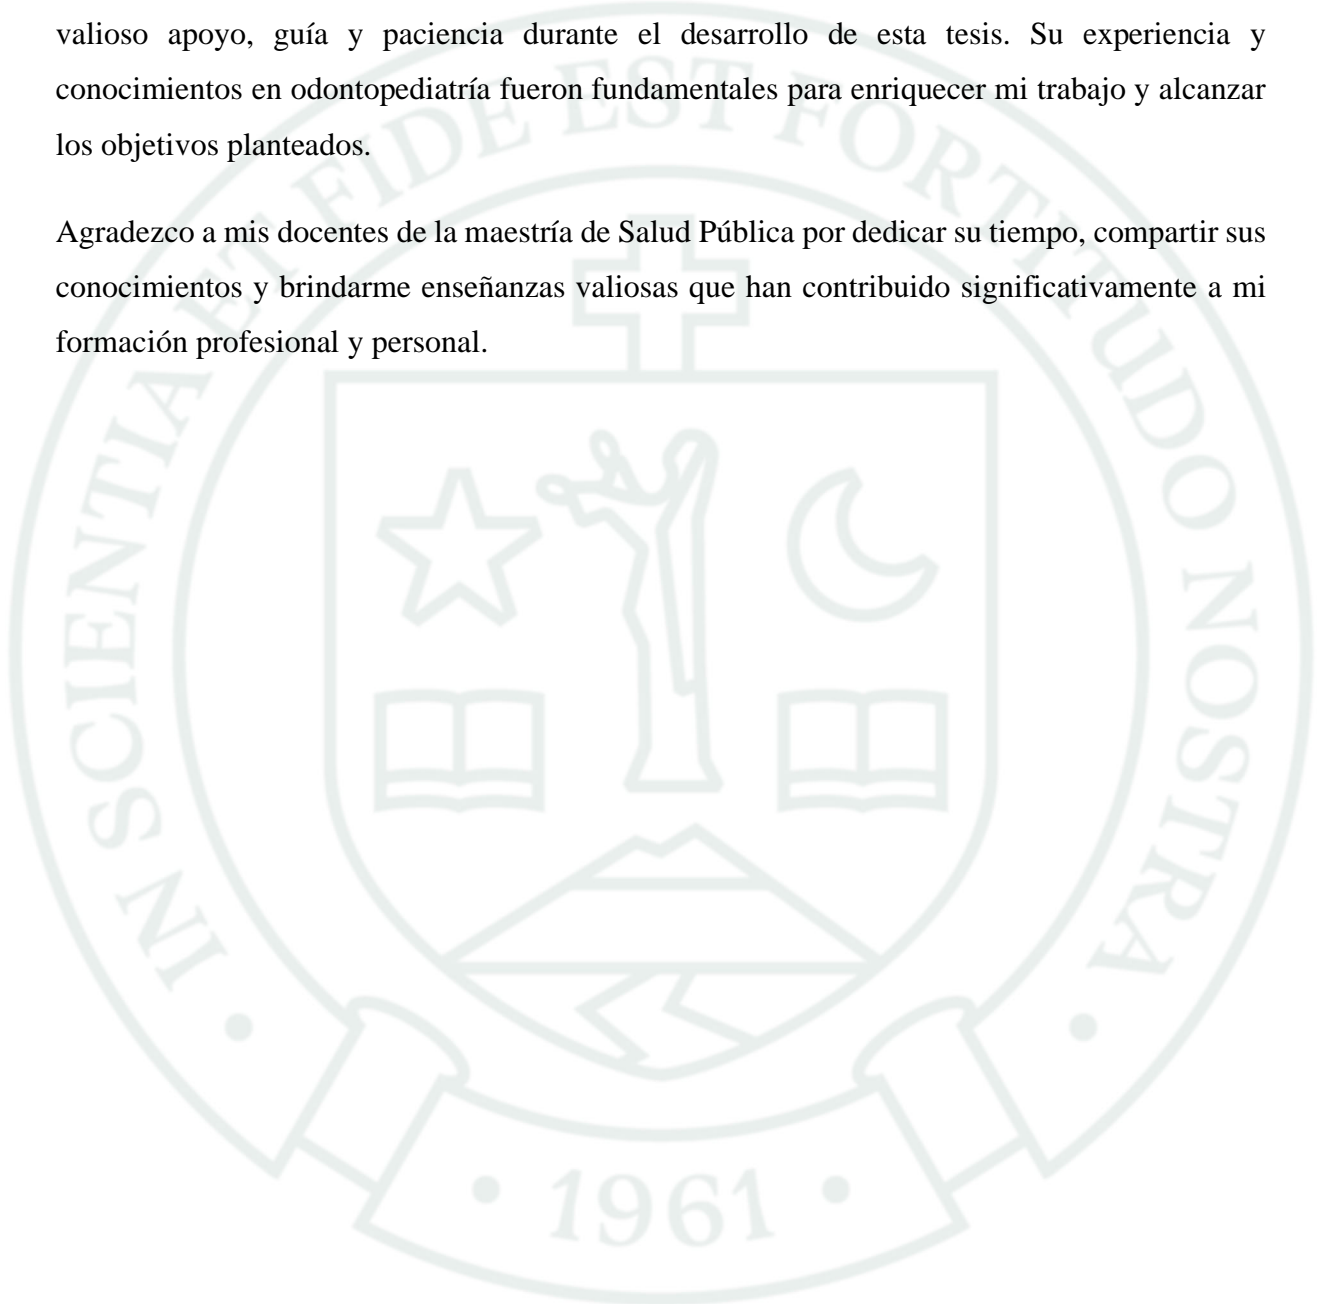 valioso apoyo, guía y paciencia durante el desarrollo de esta tesis. Su experiencia y
conocimientos en odontopediatría fueron fundamentales para enriquecer mi trabajo y alcanzar
los objetivos planteados.
Agradezco a mis docentes de la maestría de Salud Pública por dedicar su tiempo, compartir sus
conocimientos y brindarme enseñanzas valiosas que han contribuido significativamente a mi
formación profesional y personal.
IN SCIENTIA ET FIDE EST FORTITUDO NOSTRA
• 1961 •